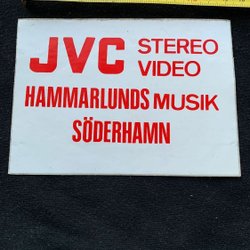 JVC STEREO
VIDEO
HAMMARLUNDS MUSIK
SÖDERHAMN